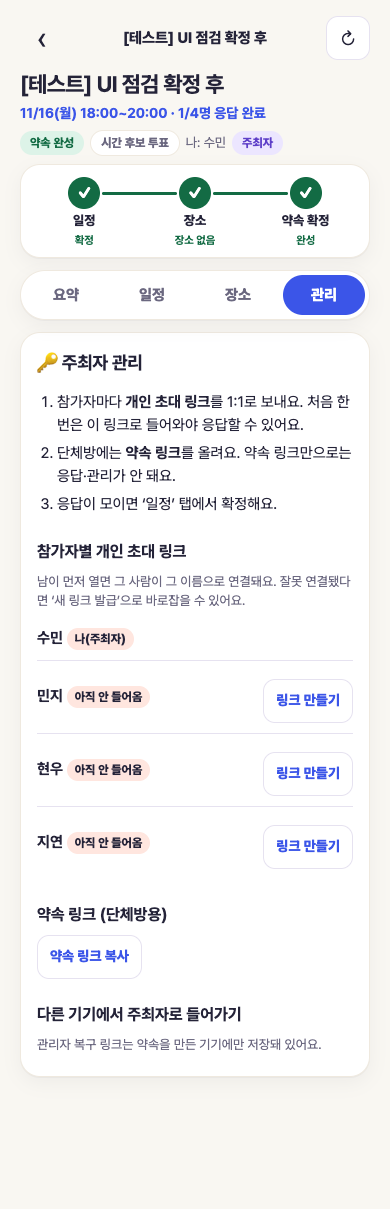 [테스트] UI 점검 확정 후
[테스트] UI 점검 확정 후
11/16(월) 18:00~20:00 · 1/4명 응답 완료
약속 완성 시간 후보 투표 나: 수민 주최자
일정 장소 약속 확정
확정 장소 없음 완성
요약 일정 장소 관리
🔑 주최자 관리
1. 참가자마다 개인 초대 링크를 1:1로 보내요. 처음 한
번은 이 링크로 들어와야 응답할 수 있어요.
2. 단체방에는 약속 링크를 올려요. 약속 링크만으로는
응답·관리가 안 돼요.
3. 응답이 모이면 ‘일정’ 탭에서 확정해요.
참가자별 개인 초대 링크
남이 먼저 열면 그 사람이 그 이름으로 연결돼요. 잘못 연결됐다
면 ‘새 링크 발급’으로 바로잡을 수 있어요.
수민 나(주최자)
민지 아직 안 들어옴 링크 만들기
현우 아직 안 들어옴 링크 만들기
지연 아직 안 들어옴 링크 만들기
약속 링크 (단체방용)
약속 링크 복사
다른 기기에서 주최자로 들어가기
관리자 복구 링크는 약속을 만든 기기에만 저장돼 있어요.